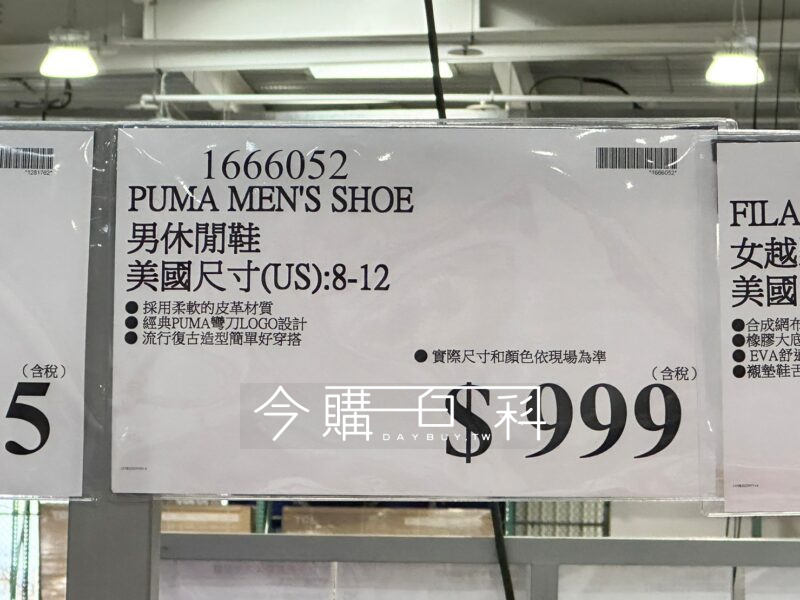 *1281762*
5
(含稅)
1666052
*1666052*
PUMA MEN'S SHOE
男休閒鞋
美國尺寸(US):8-12
● 採用柔軟的皮革材質
● 經典PUMA彎刀LOGO設計
● 流行復古造型簡單好穿搭
● 實際尺寸和顏色依現場為準
(含稅)
$ 999
今購百科
DAYBUY.TW
FILA
女越
美國
●合成網布
●橡膠大底
●EVA舒適
●襯墊鞋舌